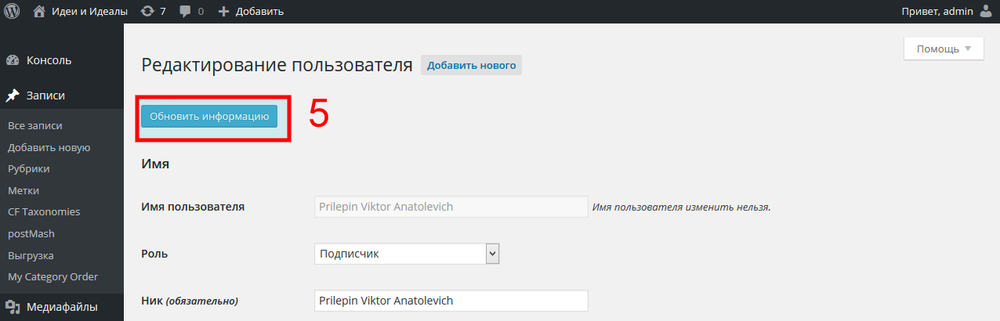 Идеи и Идеалы 7 0 Добавить Привет, admin
Помощь
Консоль
Редактирование пользователя Добавить нового
Записи
Обновить информацию 5
Все записи
Добавить новую
Рубрики
Имя
Метки
Имя пользователя Prilepin Viktor Anatolevich Имя пользователя изменить нельзя.
CF Taxonomies
postMash
Роль Подписчик
Выгрузка
My Category Order
Ник (обязательно) Prilepin Viktor Anatolevich
Медиафайлы